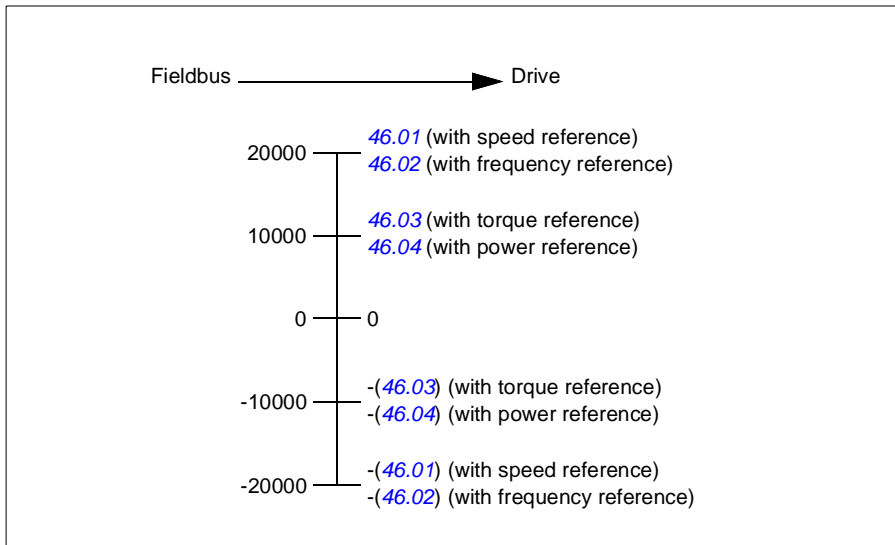 Fieldbus Drive
46.01 (with speed reference)
20000
46.02 (with frequency reference)
46.03 (with torque reference)
10000
46.04 (with power reference)
0 0
-(46.03) (with torque reference)
-10000
-(46.04) (with power reference)
-(46.01) (with speed reference)
-20000
-(46.02) (with frequency reference)